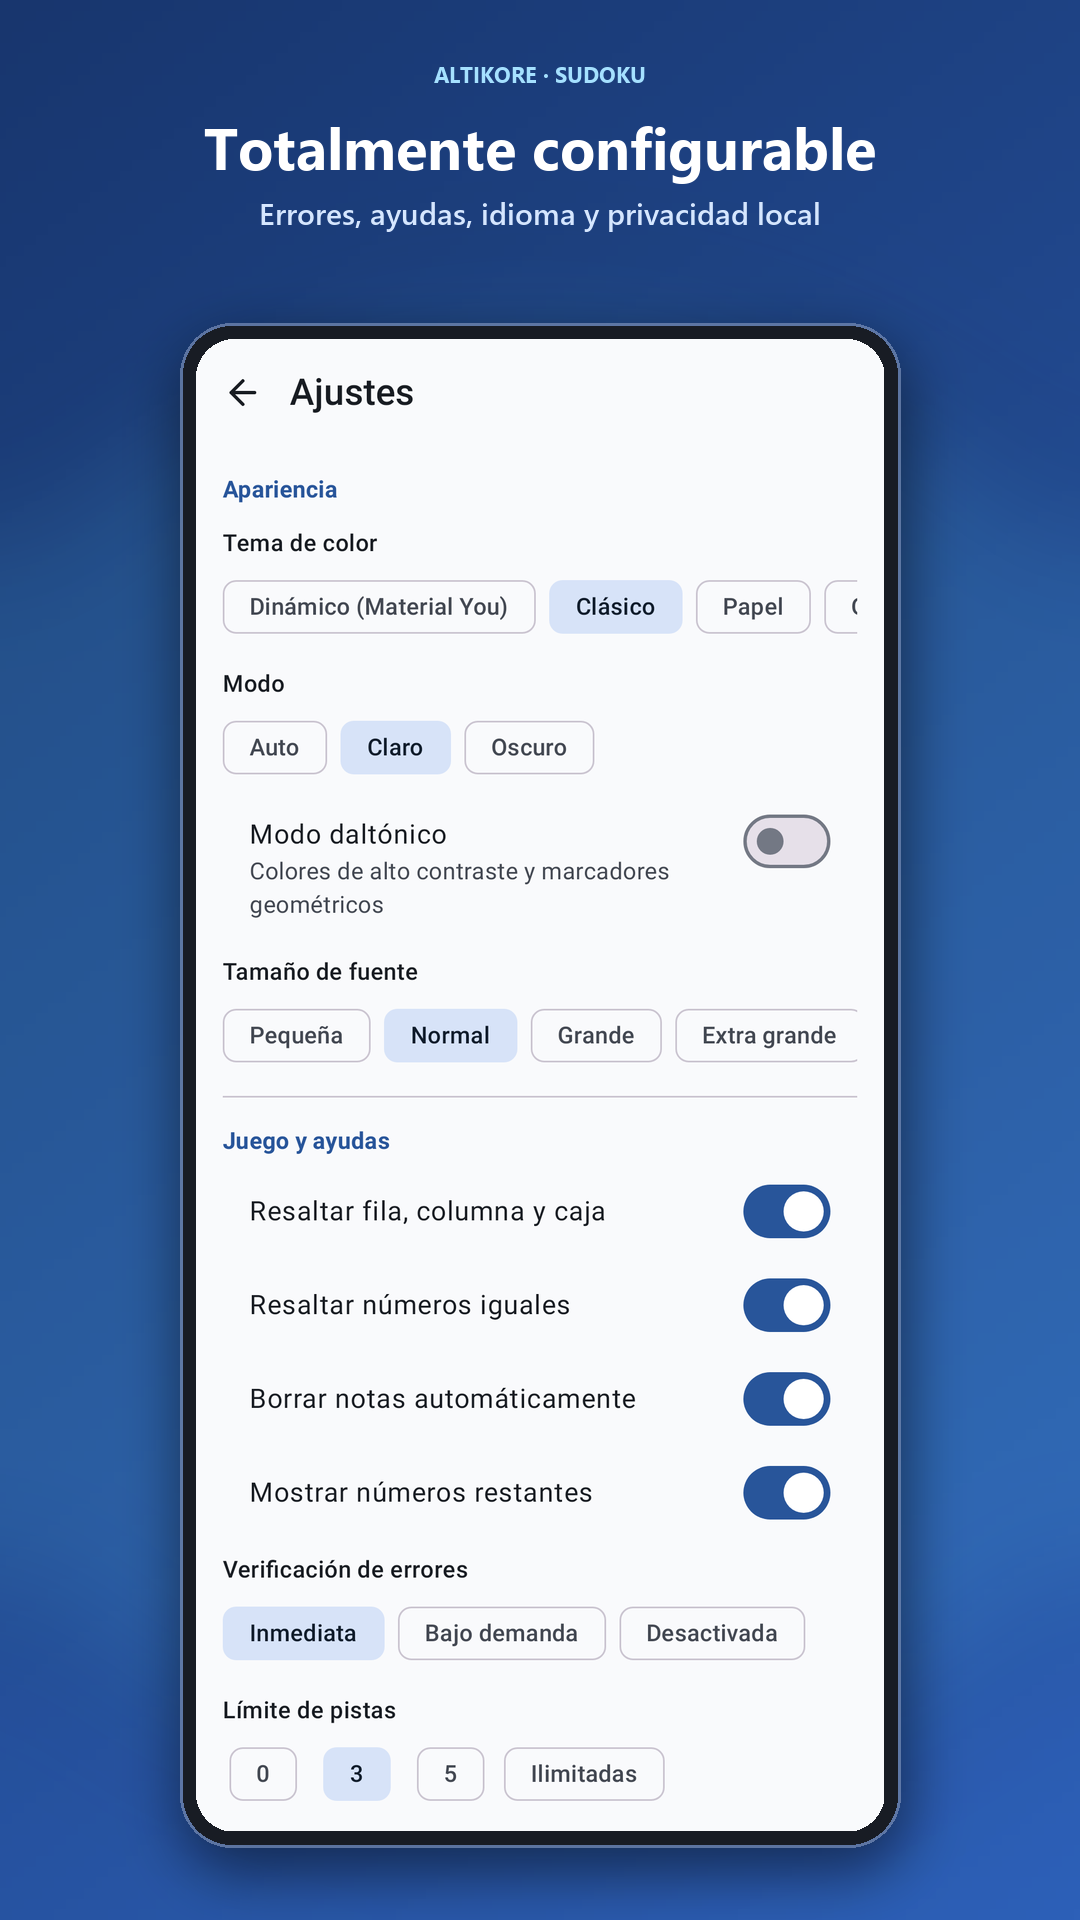 ALTIKORE · SUDOKU
Totalmente configurable
Errores, ayudas, idioma y privacidad local
Ajustes
Apariencia
Tema de color
Dinámico (Material You) Clásico Papel
Modo
Auto Claro Oscuro
Modo daltónico
Colores de alto contraste y marcadores
geométricos
Tamaño de fuente
Pequeña Normal Grande Extra grande
Juego y ayudas
Resaltar fila, columna y caja
Resaltar números iguales
Borrar notas automáticamente
Mostrar números restantes
Verificación de errores
Inmediata Bajo demanda Desactivada
Límite de pistas
0 3 5 Ilimitadas